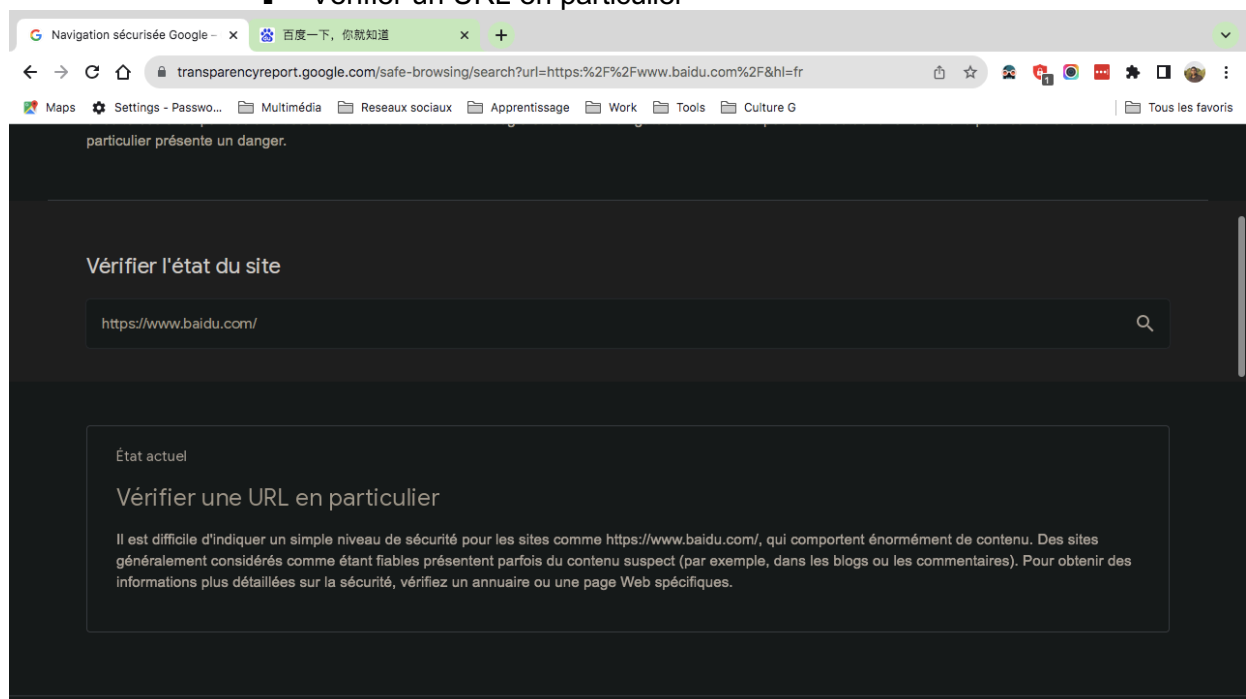 Vérifier un URL en particulier
Navigation sécurisée Google –
百度一下，你就知道
transparencyreport.google.com/safe-browsing/search?url=https:%2F%2Fwww.baidu.com%2F&hl=fr
1
Maps Settings - Passwo... Multimédia Reseaux sociaux Apprentissage Work Tools Culture G Tous les favoris
particulier présente un danger.
Vérifier l'état du site
https://www.baidu.com/
État actuel
Vérifier une URL en particulier
Il est difficile d'indiquer un simple niveau de sécurité pour les sites comme https://www.baidu.com/, qui comportent énormément de contenu. Des sites
généralement considérés comme étant fiables présentent parfois du contenu suspect (par exemple, dans les blogs ou les commentaires). Pour obtenir des
informations plus détaillées sur la sécurité, vérifiez un annuaire ou une page Web spécifiques.